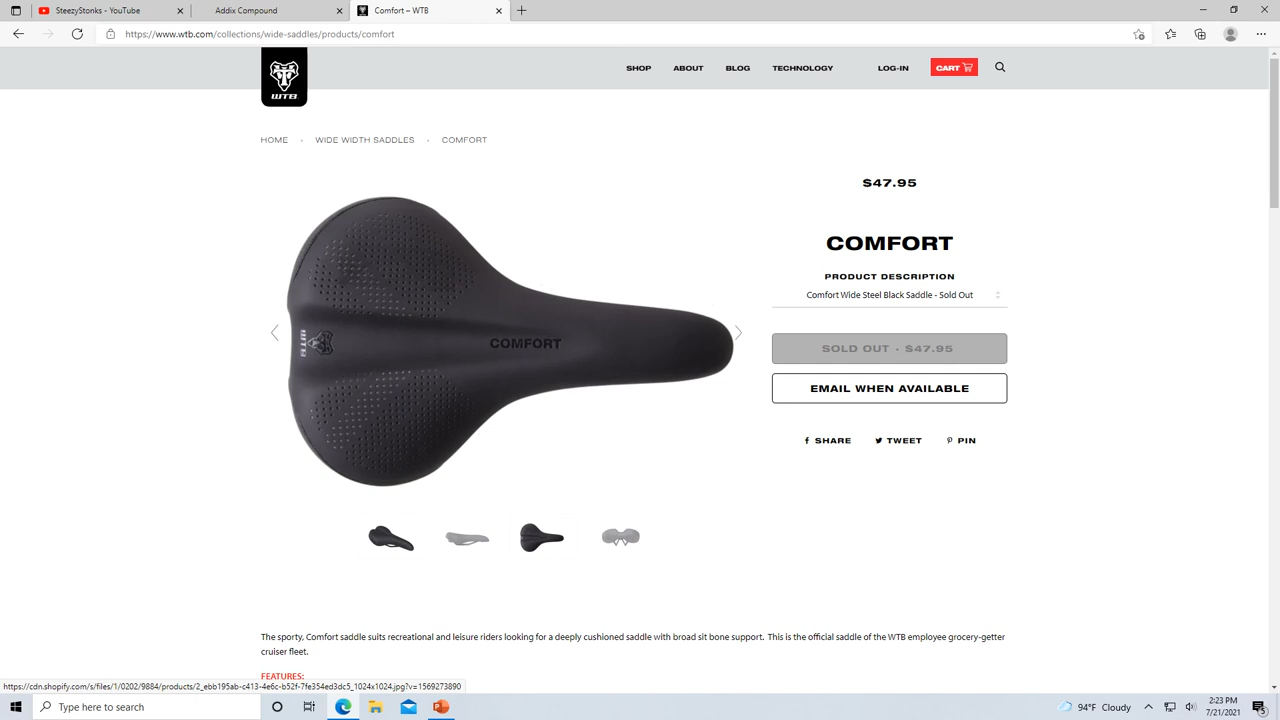 SteezyStonks - YouTube
Addix Compound
Comfort – WTB
https://www.wtb.com/collections/wide-saddles/products/comfort
WTB
SHOP ABOUT BLOG TECHNOLOGY LOG-IN CART
HOME • WIDE WIDTH SADDLES • COMFORT
$47.95
COMFORT
PRODUCT DESCRIPTION
Comfort Wide Steel Black Saddle - Sold Out
SOLD OUT • $47.95
EMAIL WHEN AVAILABLE
SHARE TWEET PIN
WTB
COMFORT
The sporty, Comfort saddle suits recreational and leisure riders looking for a deeply cushioned saddle with broad sit bone support. This is the official saddle of the WTB employee grocery-getter
cruiser fleet.
FEATURES:
https://cdn.shopify.com/s/files/1/0202/9884/products/2_ebb195ab-c413-4e6c-b52f-7fe354ed3dc5_1024x1024.jpg?v=1569273890
Type here to search
94°F Cloudy
2:23 PM
7/21/2021
5